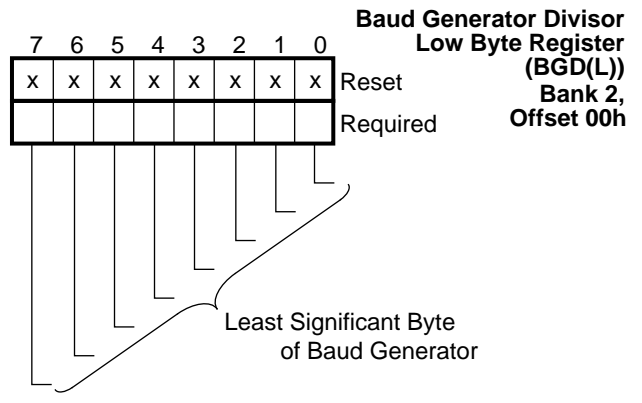 Baud Generator Divisor
Low Byte Register
(BGD(L))
Bank 2,
Offset 00h
7 6 5 4 3 2 1 0
x x x x x x x x Reset
Required
Least Significant Byte
of Baud Generator